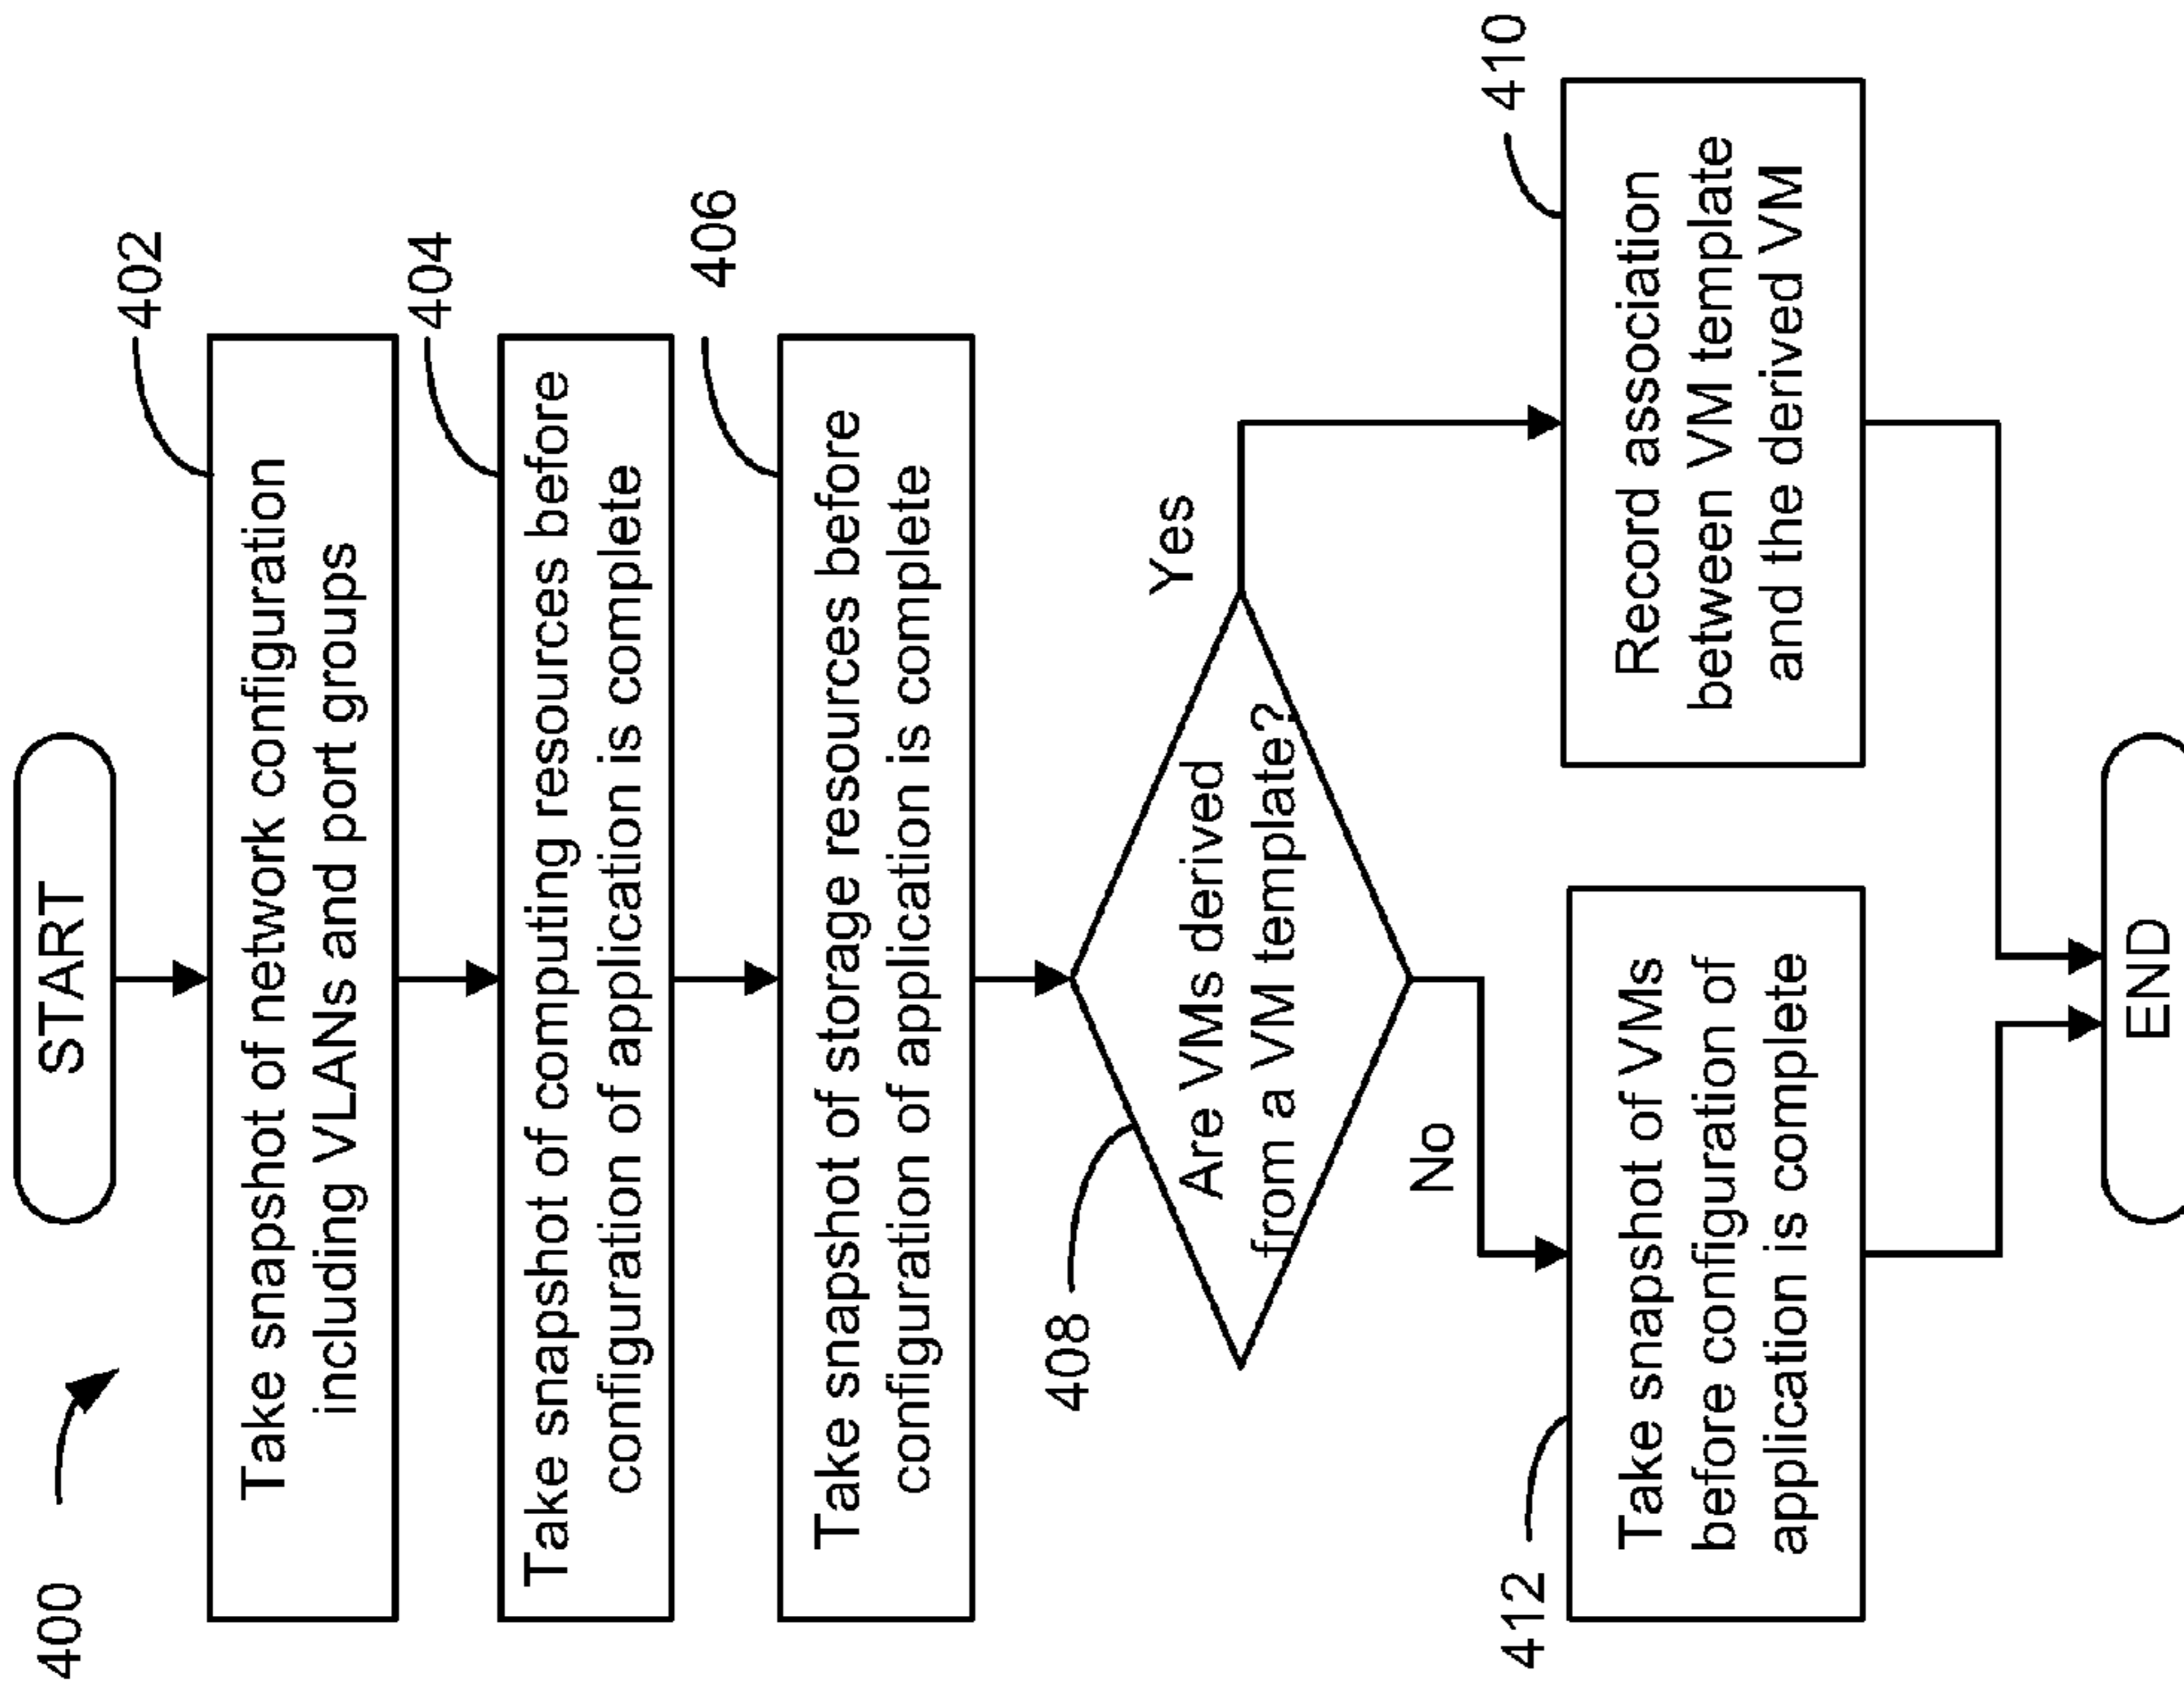 400
START
402
Take snapshot of network configuration
including VLANs and port groups
404
Take snapshot of computing resources before
configuration of application is complete
406
Take snapshot of storage resources before
configuration of application is complete
408
Are VMs derived
from a VM template?
Yes
No
412
Take snapshot of VMs
before configuration of
application is complete
410
Record association
between VM template
and the derived VM
END